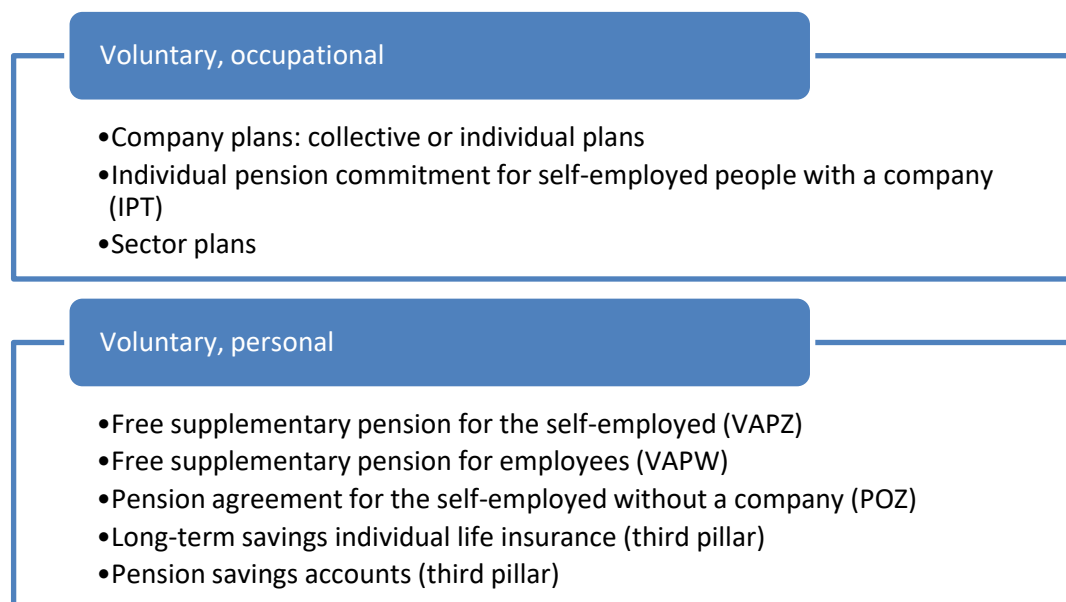 Voluntary, occupational
•Company plans: collective or individual plans
•Individual pension commitment for self-employed people with a company
(IPT)
•Sector plans
Voluntary, personal
•Free supplementary pension for the self-employed (VAPZ)
•Free supplementary pension for employees (VAPW)
•Pension agreement for the self-employed without a company (POZ)
•Long-term savings individual life insurance (third pillar)
•Pension savings accounts (third pillar)